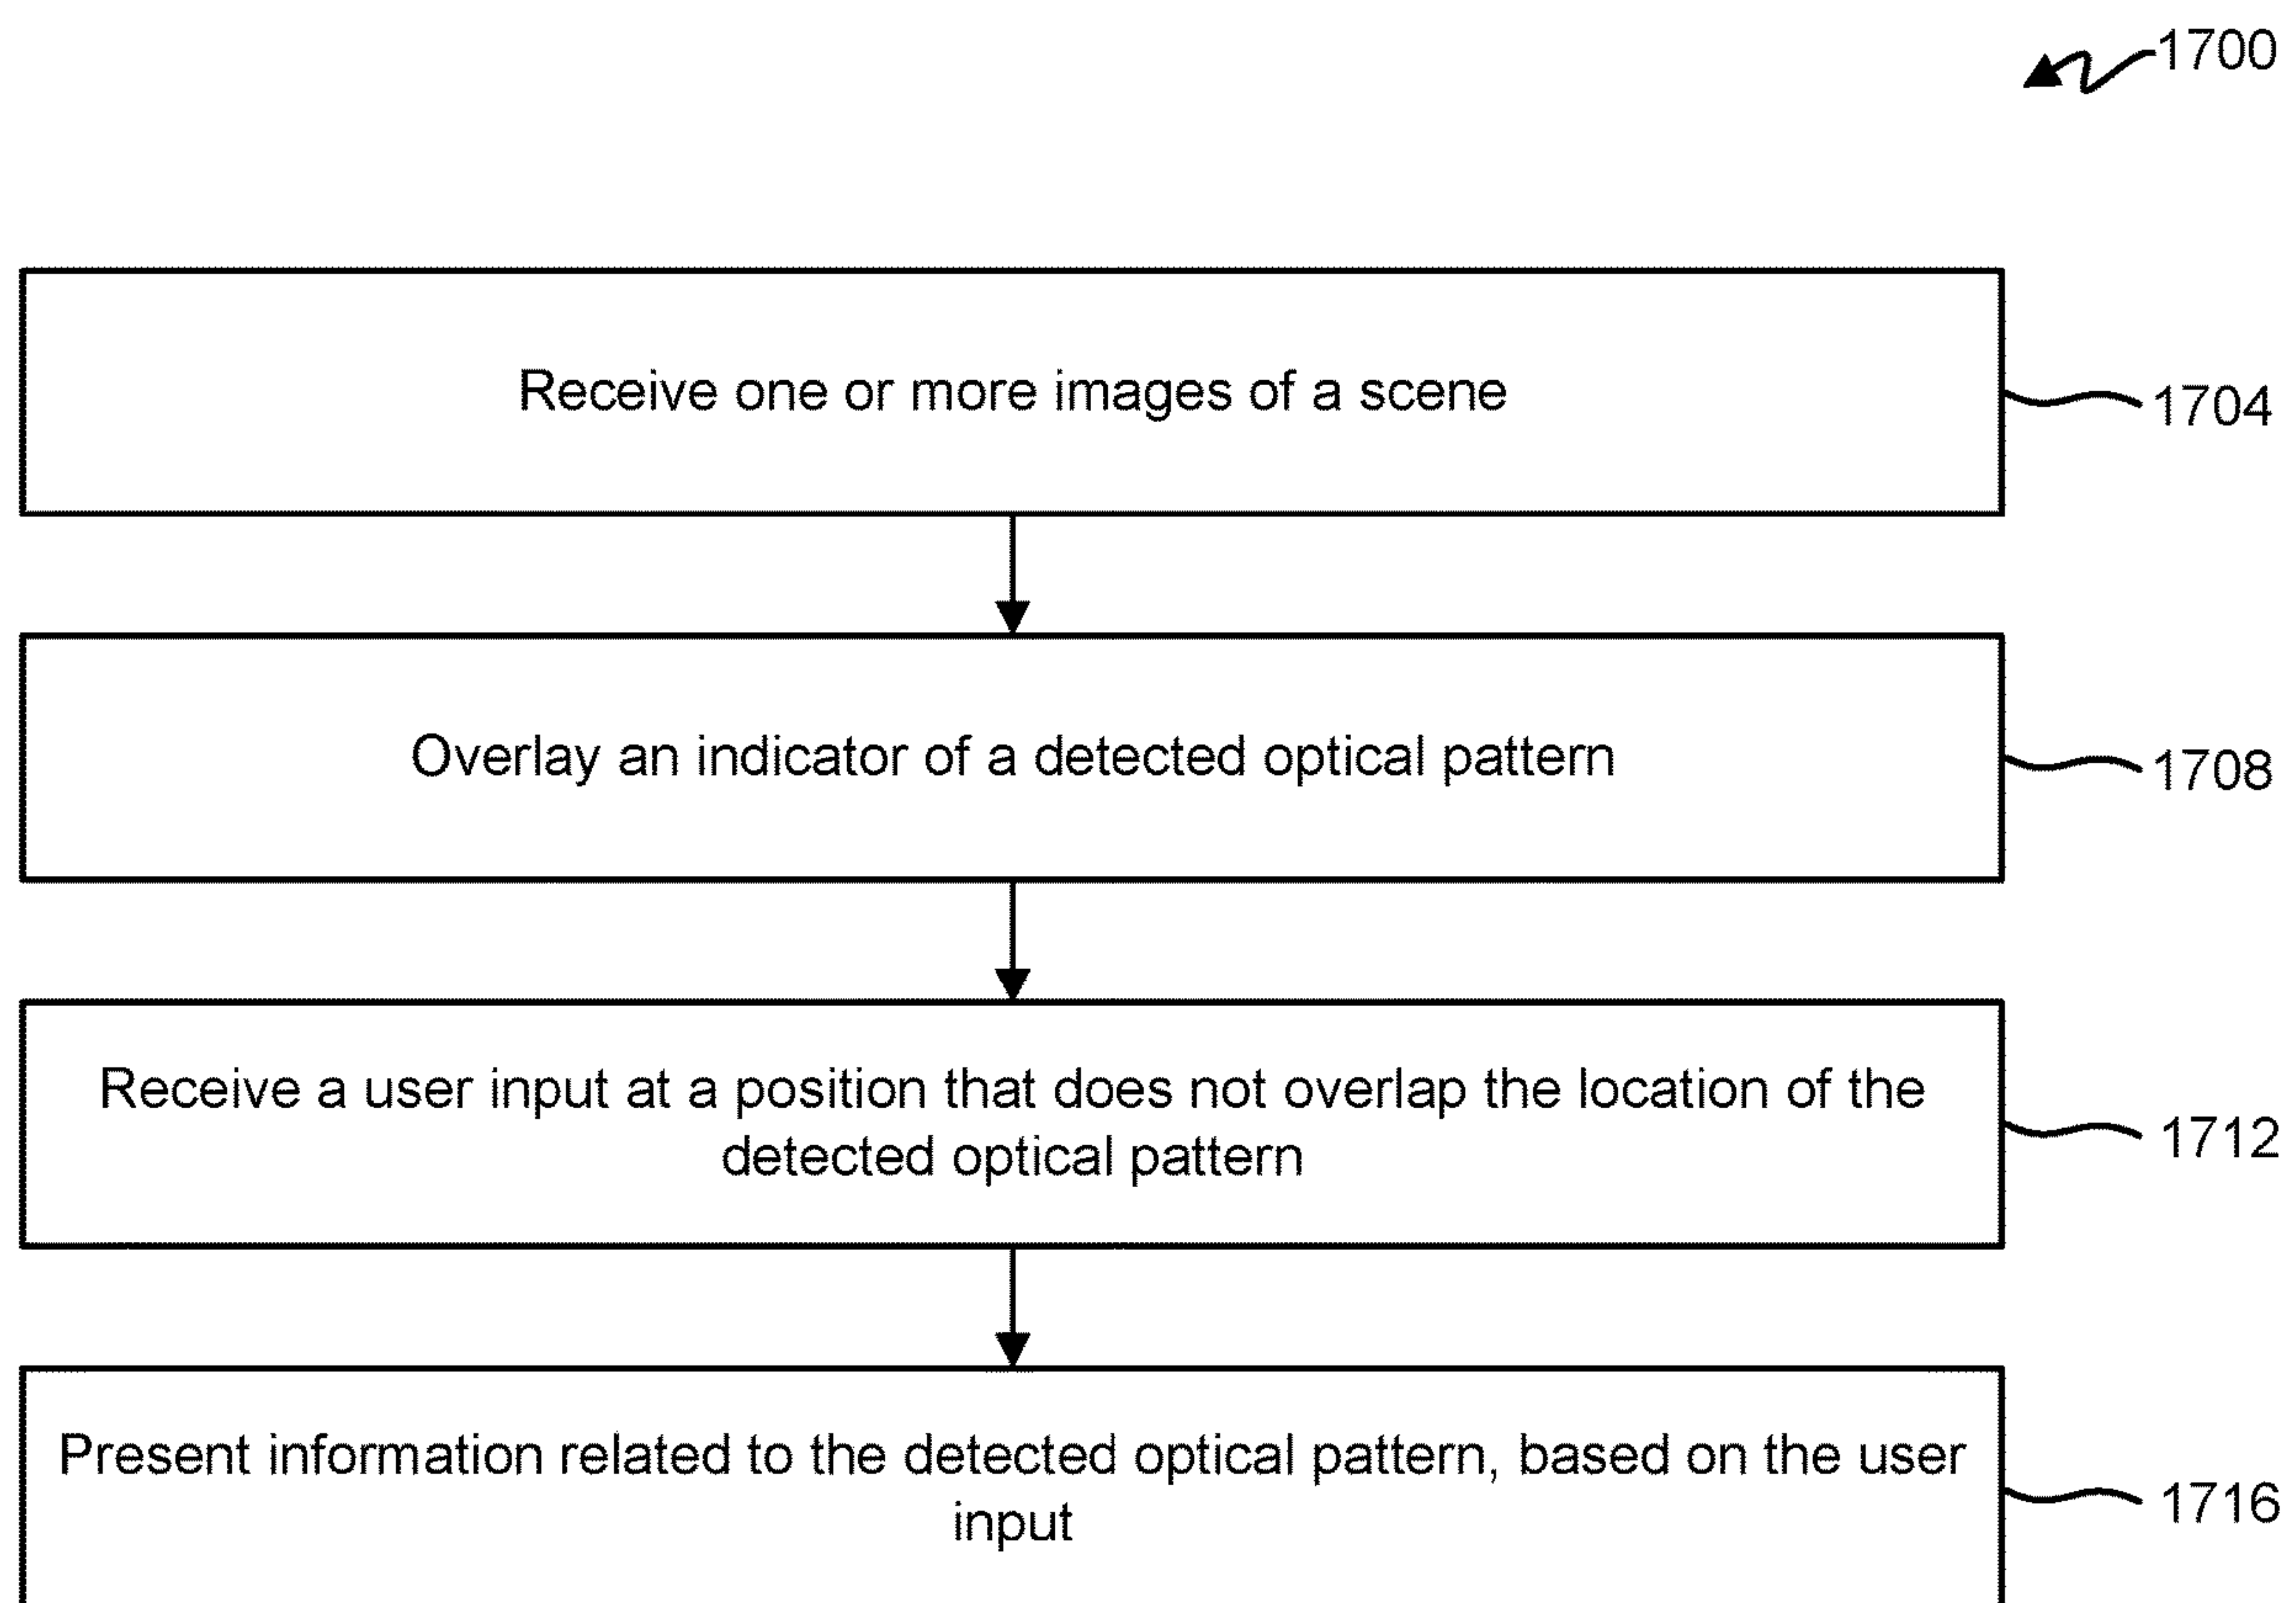 1700
Receive one or more images of a scene
1704
Overlay an indicator of a detected optical pattern
1708
Receive a user input at a position that does not overlap the location of the
detected optical pattern
1712
Present information related to the detected optical pattern, based on the user
input
1716